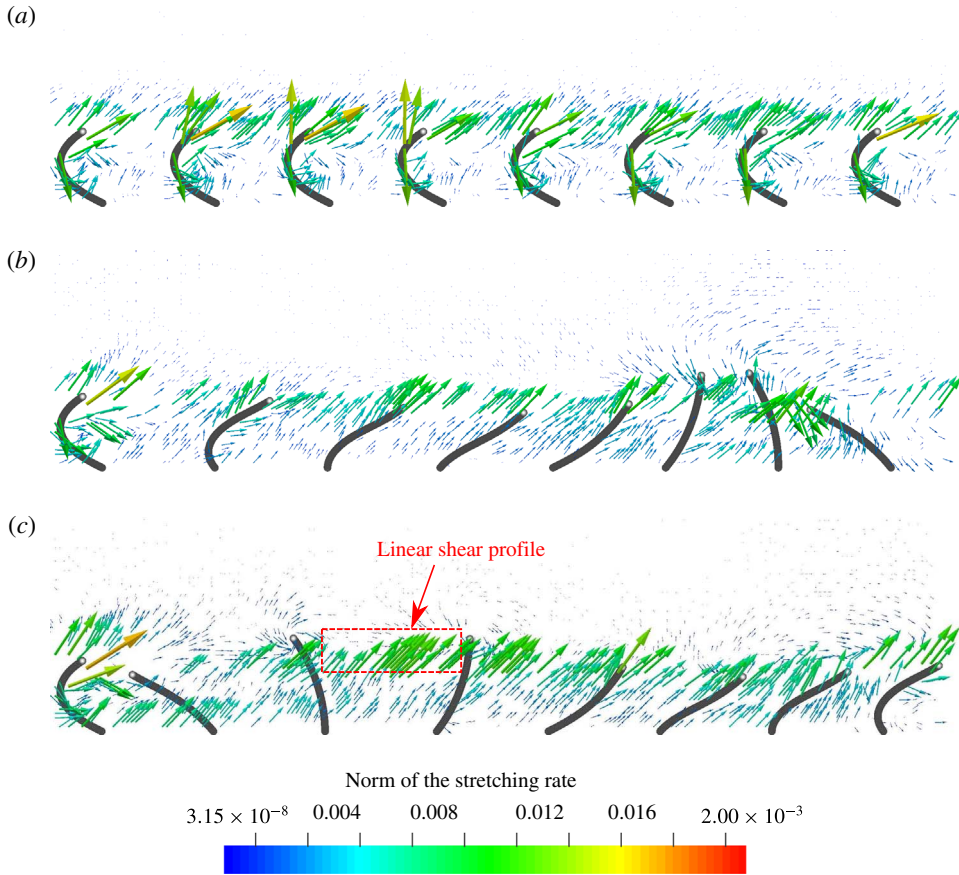 (a)
(b)
(c)
Linear shear profile
Norm of the stretching rate
3.15 × 10⁻⁸ 0.004 0.008 0.012 0.016 2.00 × 10⁻³